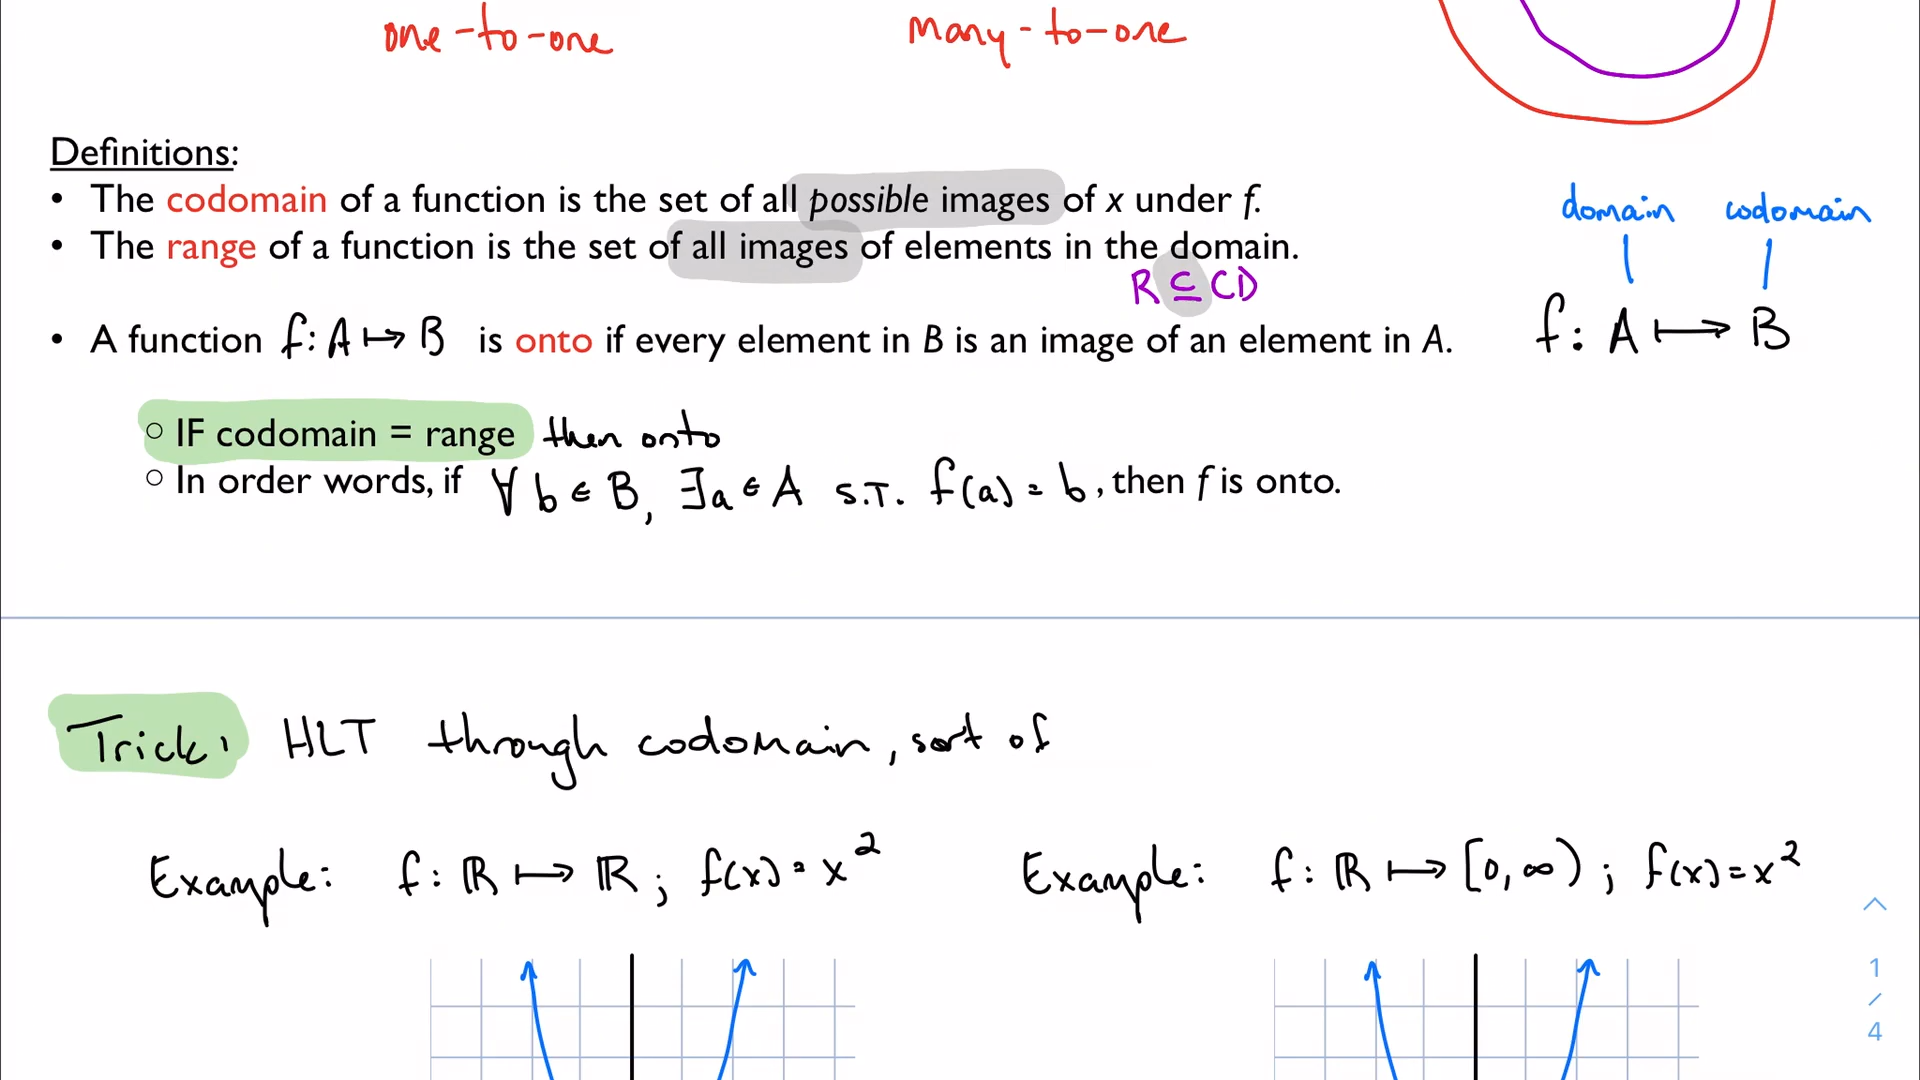 one-to-one
many-to-one
Definitions:
• The codomain of a function is the set of all possible images of x under f.
• The range of a function is the set of all images of elements in the domain.
domain codomain
R ⊆ CD
• A function f: A ↦ B is onto if every element in B is an image of an element in A.
f: A ↦ B
○ IF codomain = range then onto
○ In order words, if ∀ b ∈ B, ∃a ∈ A s.t. f(a) = b, then f is onto.
Trick: HLT through codomain, sort of
Example: f: ℝ ↦ ℝ; f(x) = x²
Example: f: ℝ ↦ [0, ∞); f(x) = x²
1
/
4